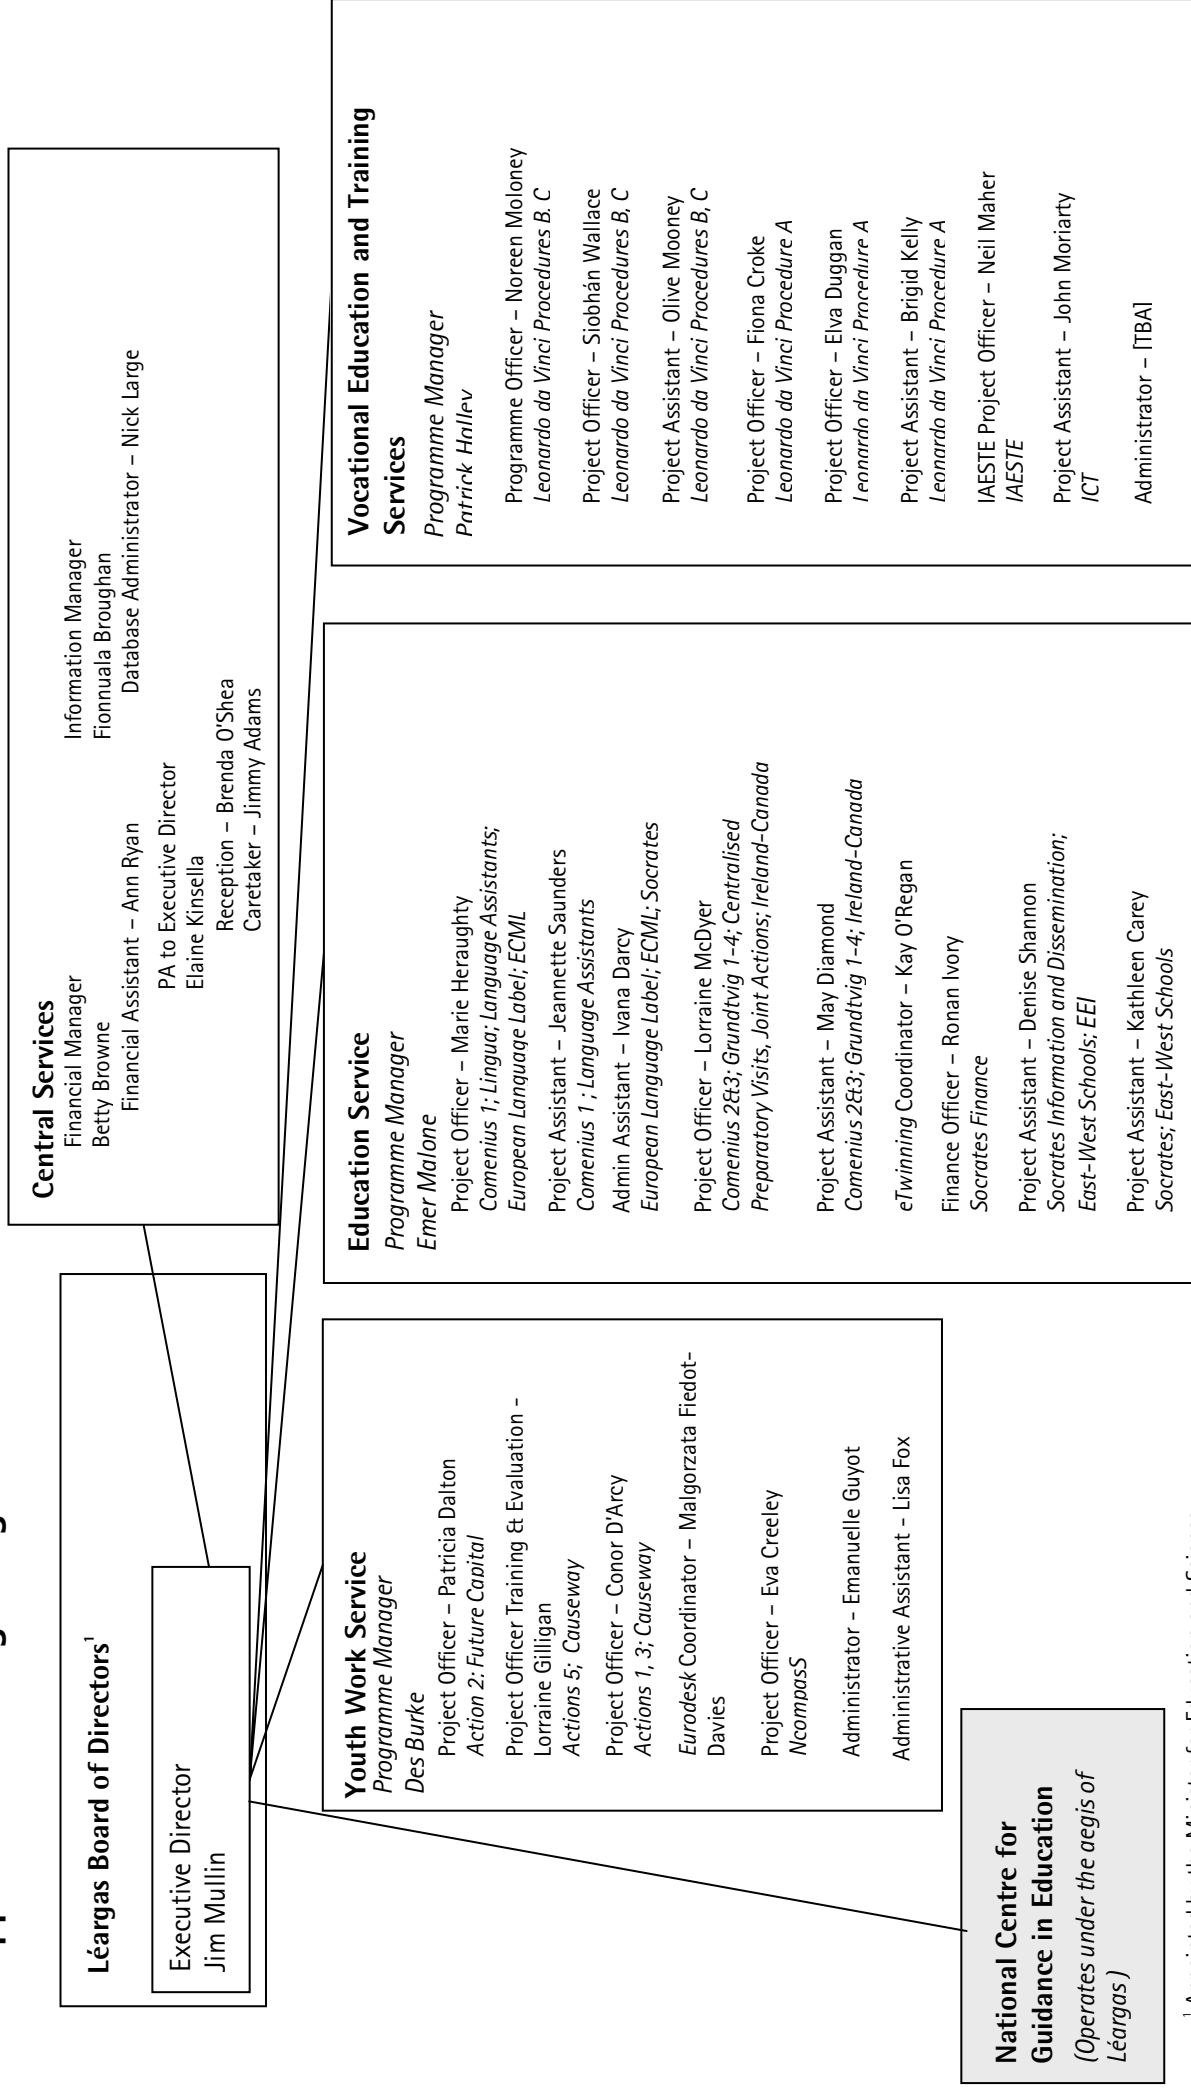 Léargas Board of Directors¹
Executive Director
Jim Mullin
Central Services
Financial Manager
Betty Browne
Financial Assistant – Ann Ryan
Information Manager
Fionnuala Broughan
Database Administrator – Nick Large
PA to Executive Director
Elaine Kinsella
Reception – Brenda O'Shea
Caretaker – Jimmy Adams
Youth Work Service
Programme Manager
Des Burke
Project Officer – Patricia Dalton
Action 2: Future Capital
Project Officer Training & Evaluation -
Lorraine Gilligan
Actions 5; Causeway
Project Officer – Conor D'Arcy
Actions 1, 3; Causeway
Eurodesk Coordinator – Malgorzata Fiedot-
Davies
Project Officer – Eva Creeley
NcompasS
Administrator – Emanuelle Guyot
Administrative Assistant - Lisa Fox
Education Service
Programme Manager
Emer Malone
Project Officer – Marie Heraughty
Comenius 1; Lingua; Language Assistants;
European Language Label; ECML
Project Assistant – Jeannette Saunders
Comenius 1 ; Language Assistants
Admin Assistant – Ivana Darcy
European Language Label; ECML; Socrates
Project Officer – Lorraine McDyer
Comenius 2&3; Grundtvig 1-4; Centralised
Preparatory Visits, Joint Actions; Ireland-Canada
Project Assistant – May Diamond
Comenius 2&3; Grundtvig 1-4; Ireland-Canada
eTwinning Coordinator – Kay O'Regan
Finance Officer – Ronan Ivory
Socrates Finance
Project Assistant – Denise Shannon
Socrates Information and Dissemination;
East-West Schools; EEI
Project Assistant – Kathleen Carey
Socrates; East-West Schools
Vocational Education and Training
Services
Programme Manager
Patrick Halley
Programme Officer – Noreen Moloney
Leonardo da Vinci Procedures B. C
Project Officer – Siobhán Wallace
Leonardo da Vinci Procedures B, C
Project Assistant – Olive Mooney
Leonardo da Vinci Procedures B, C
Project Officer – Fiona Croke
Leonardo da Vinci Procedure A
Project Officer – Elva Duggan
Leonardo da Vinci Procedure A
Project Assistant – Brigid Kelly
Leonardo da Vinci Procedure A
IAESTE Project Officer – Neil Maher
IAESTE
Project Assistant – John Moriarty
ICT
Administrator – [TBA]
National Centre for
Guidance in Education
(Operates under the aegis of
Léargas )